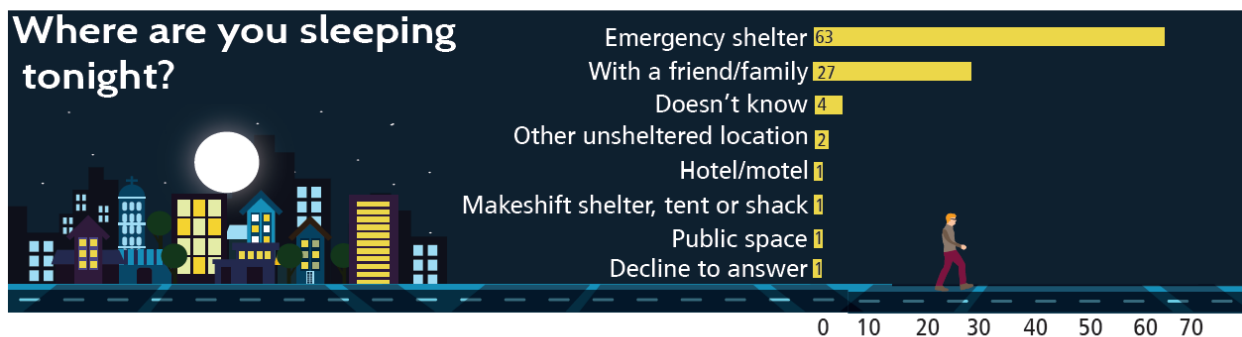 Where are you sleeping
tonight?
Emergency shelter 63
With a friend/family 27
Doesn't know 4
Other unsheltered location 2
Hotel/motel 1
Makeshift shelter, tent or shack 1
Public space 1
Decline to answer 1
0 10 20 30 40 50 60 70